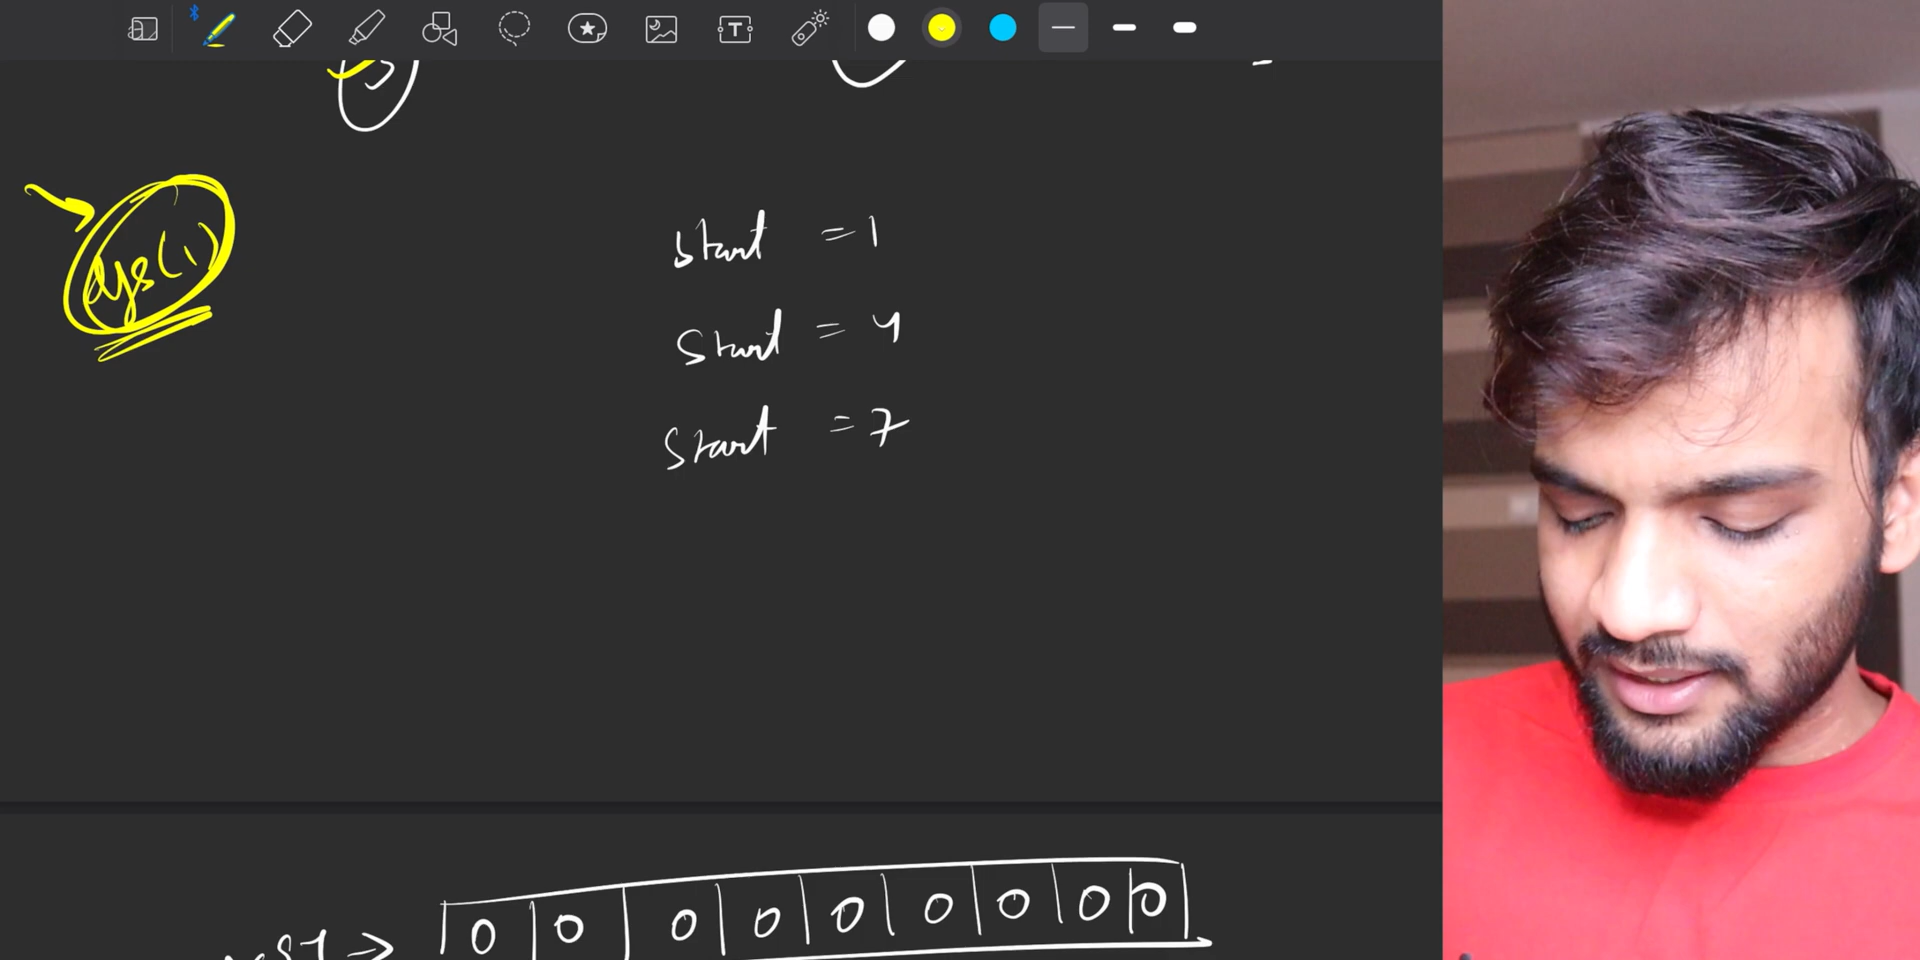 start = 1
dfs(1)
start = 4
start = 7
0 0 0 0 0 0 0 0 0